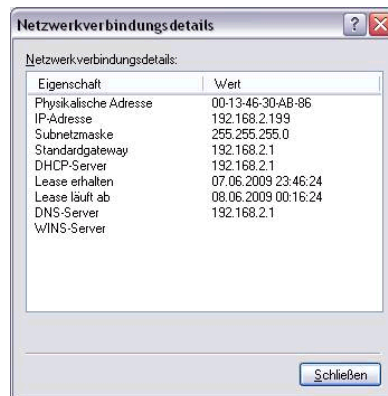 Netzwerkverbindungsdetails
Netzwerkverbindungsdetails:
Eigenschaft Wert
Physikalische Adresse 00-13-46-30-AB-86
IP-Adresse 192.168.2.199
Subnetzmaske 255.255.255.0
Standardgateway 192.168.2.1
DHCP-Server 192.168.2.1
Lease erhalten 07.06.2009 23:46:24
Lease läuft ab 08.06.2009 00:16:24
DNS-Server 192.168.2.1
WINS-Server
Schließen